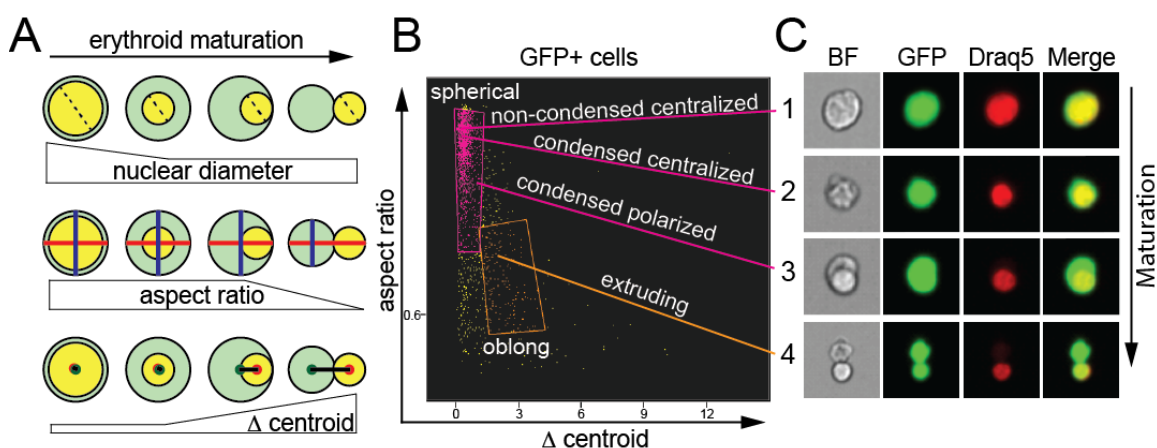 A
erythroid maturation
nuclear diameter
aspect ratio
Δ centroid
B
GFP+ cells
spherical
non-condensed centralized
condensed centralized
condensed polarized
extruding
oblong
aspect ratio
0.6
0 3 6 9 12
Δ centroid
1
2
3
4
C
BF GFP Draq5 Merge
Maturation